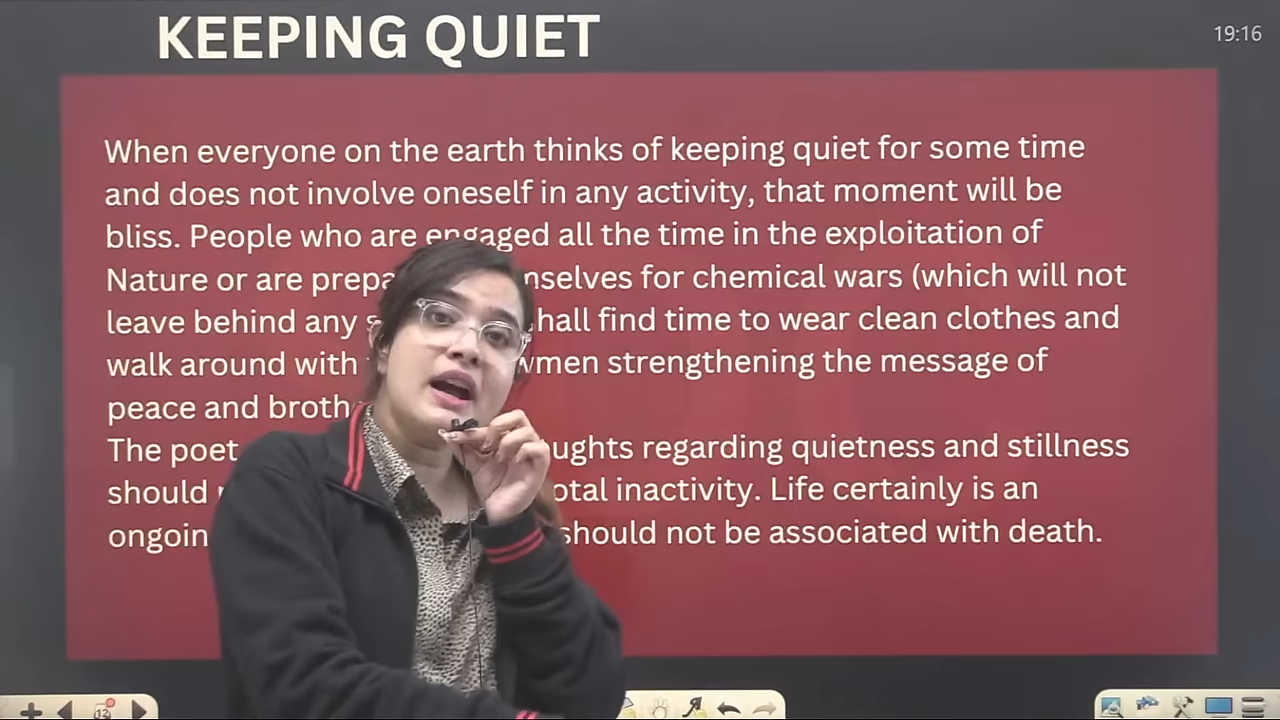 KEEPING QUIET
19:16
When everyone on the earth thinks of keeping quiet for some time
and does not involve oneself in any activity, that moment will be
bliss. People who are engaged all the time in the exploitation of
Nature or are prepa nselves for chemical wars (which will not
leave behind any s hall find time to wear clean clothes and
walk around with wmen strengthening the message of
peace and broth
The poet ughts regarding quietness and stillness
should otal inactivity. Life certainly is an
ongoin should not be associated with death.